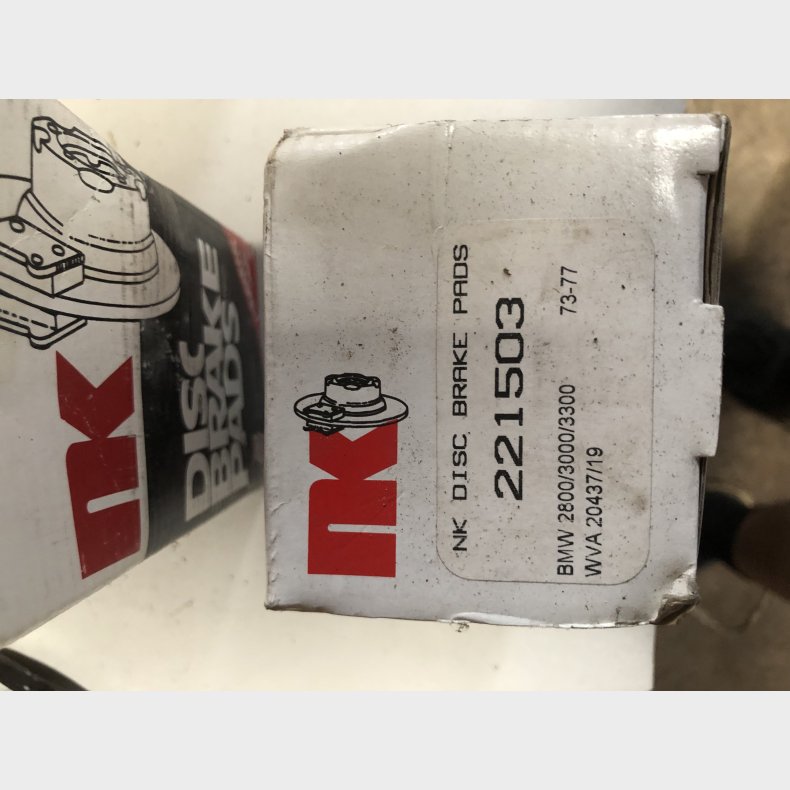 NK
DISC
BRAKE
PADS
NK
NK DISC BRAKE PADS
221503
BMW 2800/3000/3300 73-77
WVA 20437/19